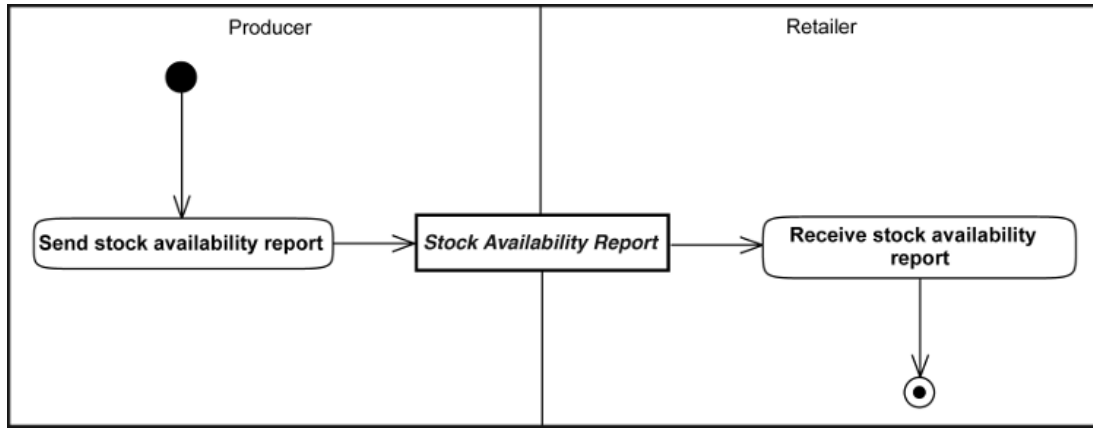 Producer
Retailer
Send stock availability report
Stock Availability Report
Receive stock availability
report